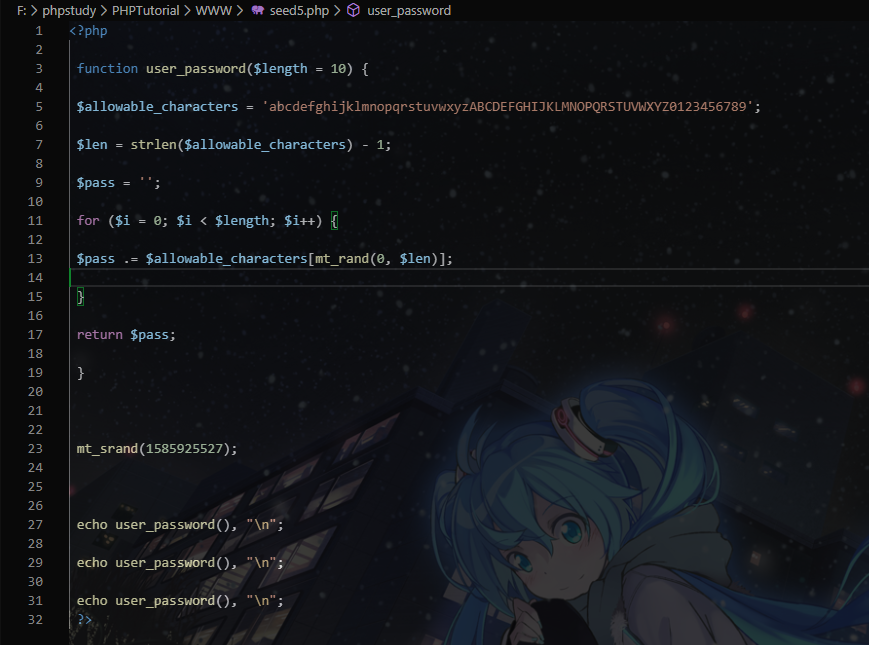 F: > phpstudy > PHPTutorial > WWW > seed5.php > user_password
1 <?php
2
3 function user_password($length = 10) {
4
5 $allowable_characters = 'abcdefghijklmnopqrstuvwxyzABCDEFGHIJKLMNOPQRSTUVWXYZ0123456789';
6
7 $len = strlen($allowable_characters) - 1;
8
9 $pass = '';
10
11 for ($i = 0; $i < $length; $i++) {
12
13 $pass .= $allowable_characters[mt_rand(0, $len)];
14
15 }
16
17 return $pass;
18
19 }
20
21
22
23 mt_srand(1585925527);
24
25
26
27 echo user_password(), "\n";
28
29 echo user_password(), "\n";
30
31 echo user_password(), "\n";
32 ?>